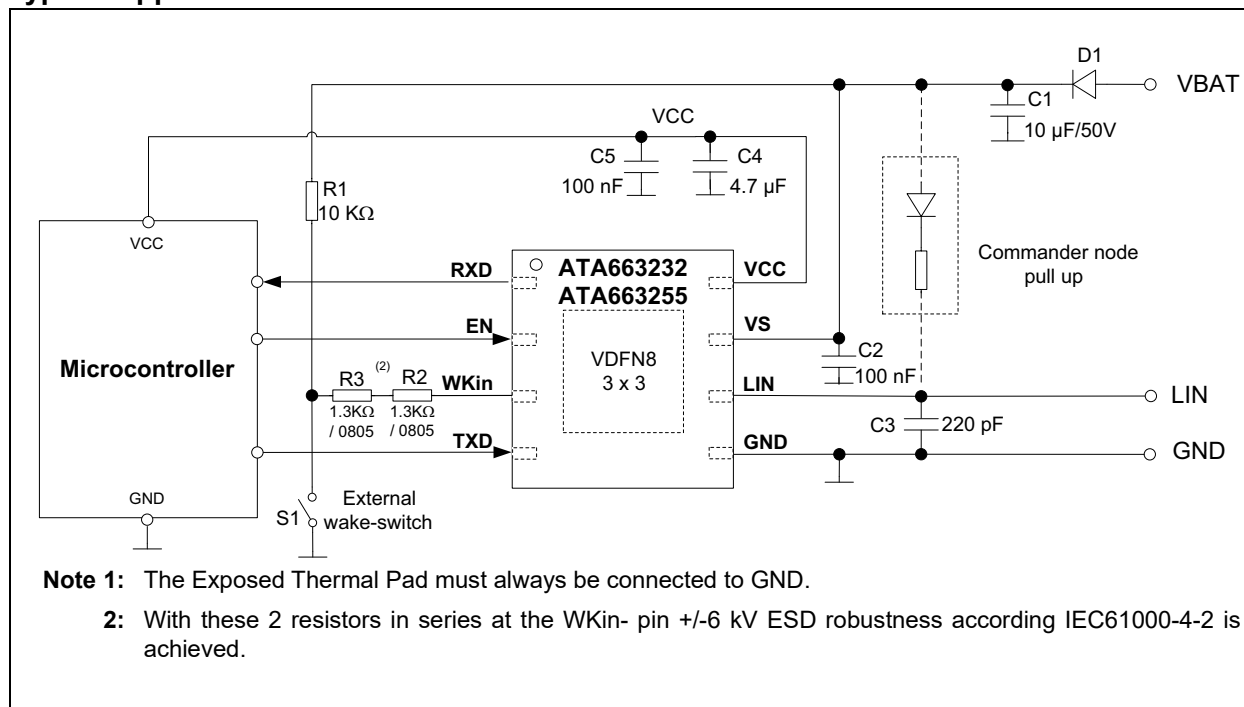 D1
VBAT
C1
10 µF/50V
VCC
C5
100 nF
C4
4.7 µF
R1
10 KΩ
VCC
Commander node
pull up
RXD
ATA663232
ATA663255
VCC
EN
VS
Microcontroller
VDFN8
3 x 3
C2
100 nF
R3
(2)
R2
WKin
LIN
LIN
1.3KΩ
/ 0805
1.3KΩ
/ 0805
C3
220 pF
TXD
GND
GND
GND
S1
External
wake-switch
Note 1: The Exposed Thermal Pad must always be connected to GND.
2: With these 2 resistors in series at the WKin- pin +/-6 kV ESD robustness according IEC61000-4-2 is
achieved.